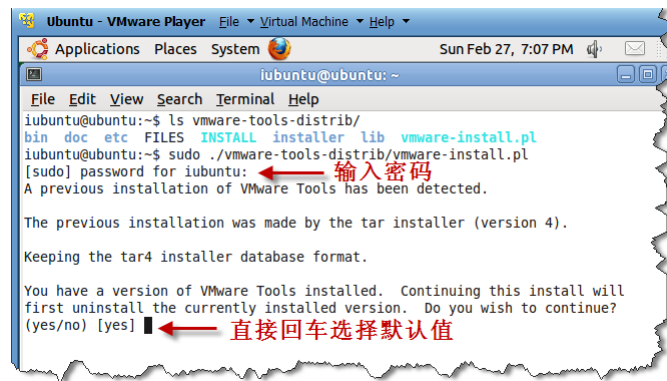 Ubuntu - VMware Player File Virtual Machine Help
Applications Places System Sun Feb 27, 7:07 PM
iubuntu@ubuntu: ~
File Edit View Search Terminal Help
iubuntu@ubuntu:~$ ls vmware-tools-distrib/
bin doc etc FILES INSTALL installer lib vmware-install.pl
iubuntu@ubuntu:~$ sudo ./vmware-tools-distrib/vmware-install.pl
[sudo] password for iubuntu: 输入密码
A previous installation of VMware Tools has been detected.
The previous installation was made by the tar installer (version 4).
Keeping the tar4 installer database format.
You have a version of VMware Tools installed. Continuing this install will
first uninstall the currently installed version. Do you wish to continue?
(yes/no) [yes] 直接回车选择默认值